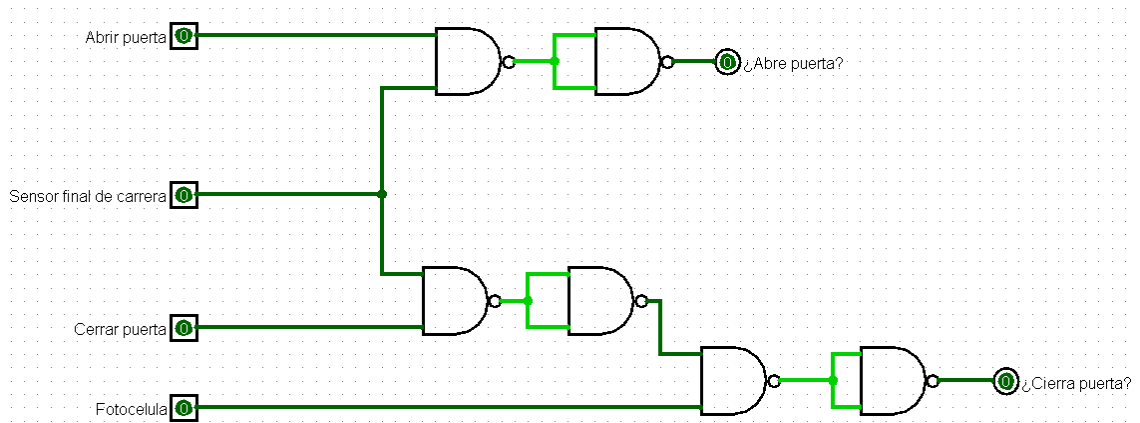 Abrir puerta 0
0 ¿Abre puerta?
Sensor final de carrera 0
Cerrar puerta 0
0 ¿Cierra puerta?
Fotocelula 0